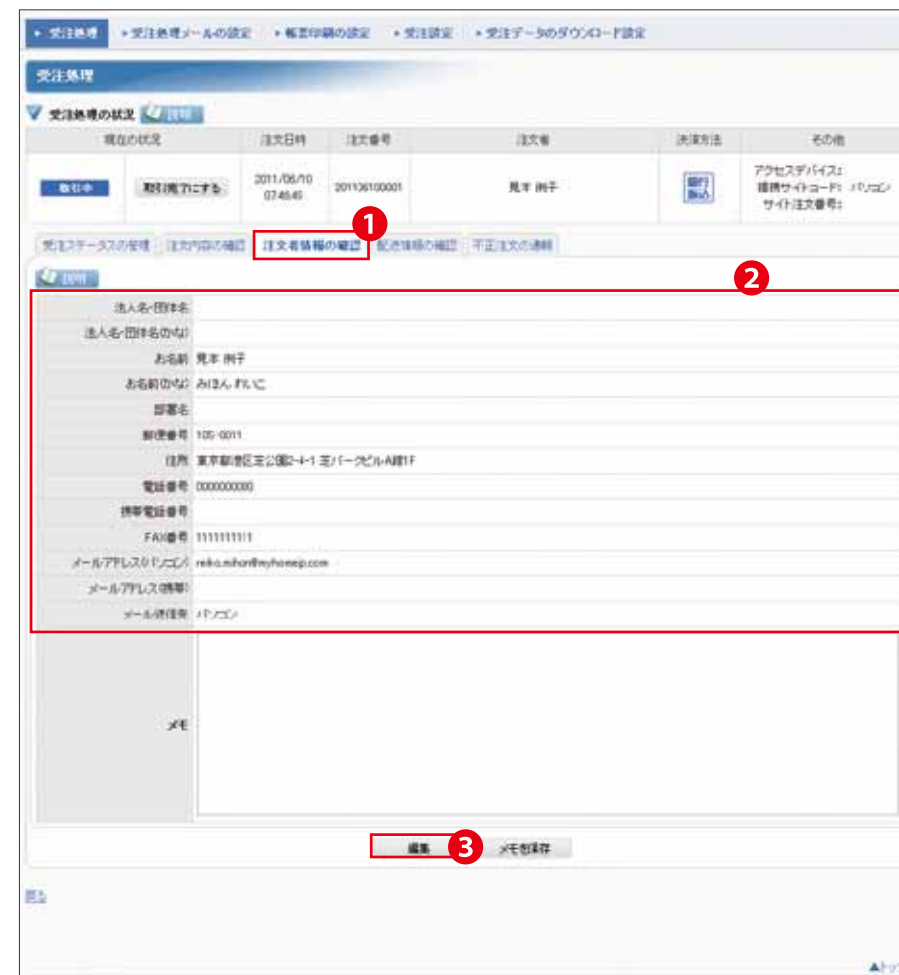 受注処理 受注処理メールの設定 帳票印刷の設定 受注設定 受注データのダウンロード設定
受注処理
受注処理の状況 説明
現在の状況 注文日時 注文番号 注文者 決済方法 その他
取引中 取引完了にする 2011/06/10 見本 例子 銀行振込 アクセスデバイス:
提携サイトコード: パソコン
サイト注文番号:
1
受注ステータスの管理 注文内容の確認 注文者情報の確認 配送情報の確認 不正注文の通報
説明
2
法人名・団体名
法人名・団体名かな
お名前 見本 例子
お名前かな みほん れいこ
部署名
郵便番号 105-0011
住所 東京都港区芝公園2-4-1 芝パークビルA館1F
電話番号 0000000000
携帯電話番号
FAX番号 1111111111
メールアドレス(パソコン)
メールアドレス(携帯)
メール送信先 パソコン
メモ
編集 3 メモを保存
戻る